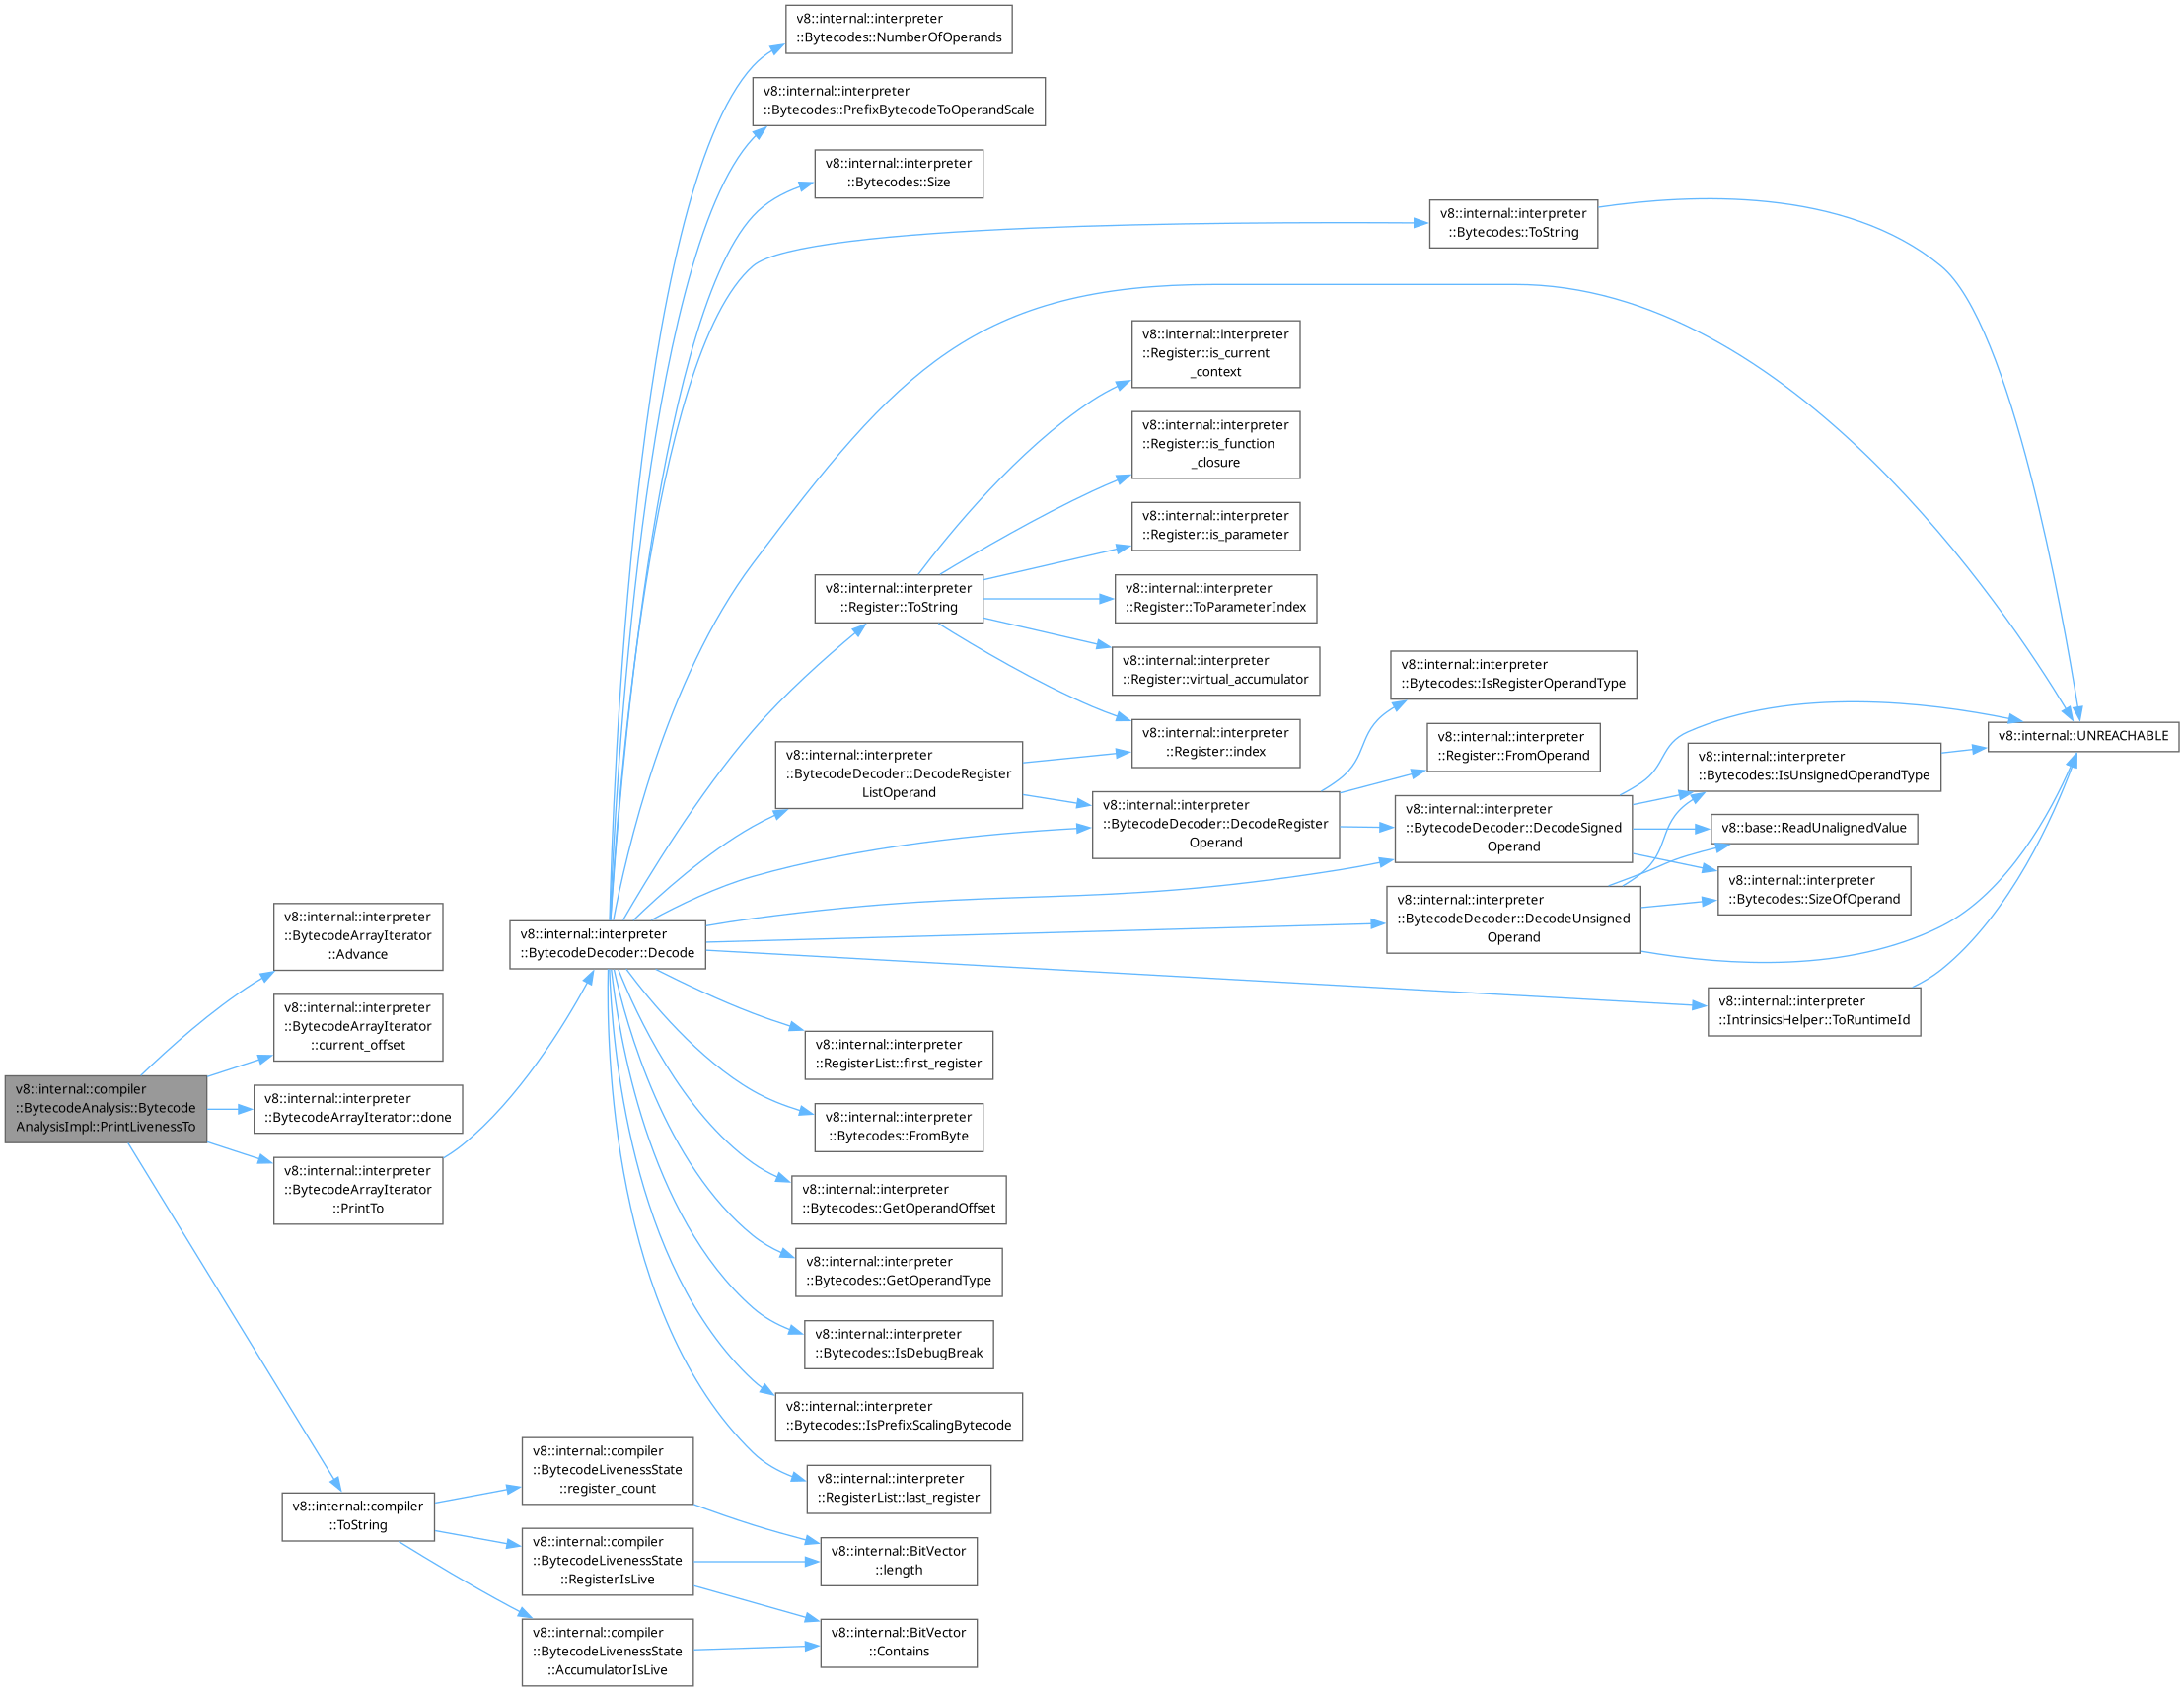 v8::internal::interpreter
::Bytecodes::NumberOfOperands
v8::internal::interpreter
::Bytecodes::PrefixBytecodeToOperandScale
v8::internal::interpreter
::Bytecodes::Size
v8::internal::interpreter
::Bytecodes::ToString
v8::internal::interpreter
::Register::is_current
_context
v8::internal::interpreter
::Register::is_function
_closure
v8::internal::interpreter
::Register::is_parameter
v8::internal::interpreter
::Register::ToString
v8::internal::interpreter
::Register::ToParameterIndex
v8::internal::interpreter
::Register::virtual_accumulator
v8::internal::interpreter
::Bytecodes::IsRegisterOperandType
v8::internal::interpreter
::Register::index
v8::internal::interpreter
::Register::FromOperand
v8::internal::UNREACHABLE
v8::internal::interpreter
::BytecodeDecoder::DecodeRegister
ListOperand
v8::internal::interpreter
::Bytecodes::IsUnsignedOperandType
v8::internal::interpreter
::BytecodeDecoder::DecodeRegister
Operand
v8::internal::interpreter
::BytecodeDecoder::DecodeSigned
Operand
v8::base::ReadUnalignedValue
v8::internal::interpreter
::Bytecodes::SizeOfOperand
v8::internal::interpreter
::BytecodeDecoder::DecodeUnsigned
Operand
v8::internal::interpreter
::BytecodeArrayIterator
::Advance
v8::internal::interpreter
::BytecodeDecoder::Decode
v8::internal::interpreter
::IntrinsicsHelper::ToRuntimeId
v8::internal::interpreter
::BytecodeArrayIterator
::current_offset
v8::internal::interpreter
::RegisterList::first_register
v8::internal::compiler
::BytecodeAnalysis::Bytecode
AnalysisImpl::PrintLivenessTo
v8::internal::interpreter
::BytecodeArrayIterator::done
v8::internal::interpreter
::Bytecodes::FromByte
v8::internal::interpreter
::BytecodeArrayIterator
::PrintTo
v8::internal::interpreter
::Bytecodes::GetOperandOffset
v8::internal::interpreter
::Bytecodes::GetOperandType
v8::internal::interpreter
::Bytecodes::IsDebugBreak
v8::internal::interpreter
::Bytecodes::IsPrefixScalingBytecode
v8::internal::interpreter
::RegisterList::last_register
v8::internal::compiler
::BytecodeLivenessState
::register_count
v8::internal::compiler
::ToString
v8::internal::compiler
::BytecodeLivenessState
::RegisterIsLive
v8::internal::BitVector
::length
v8::internal::compiler
::BytecodeLivenessState
::AccumulatorIsLive
v8::internal::BitVector
::Contains